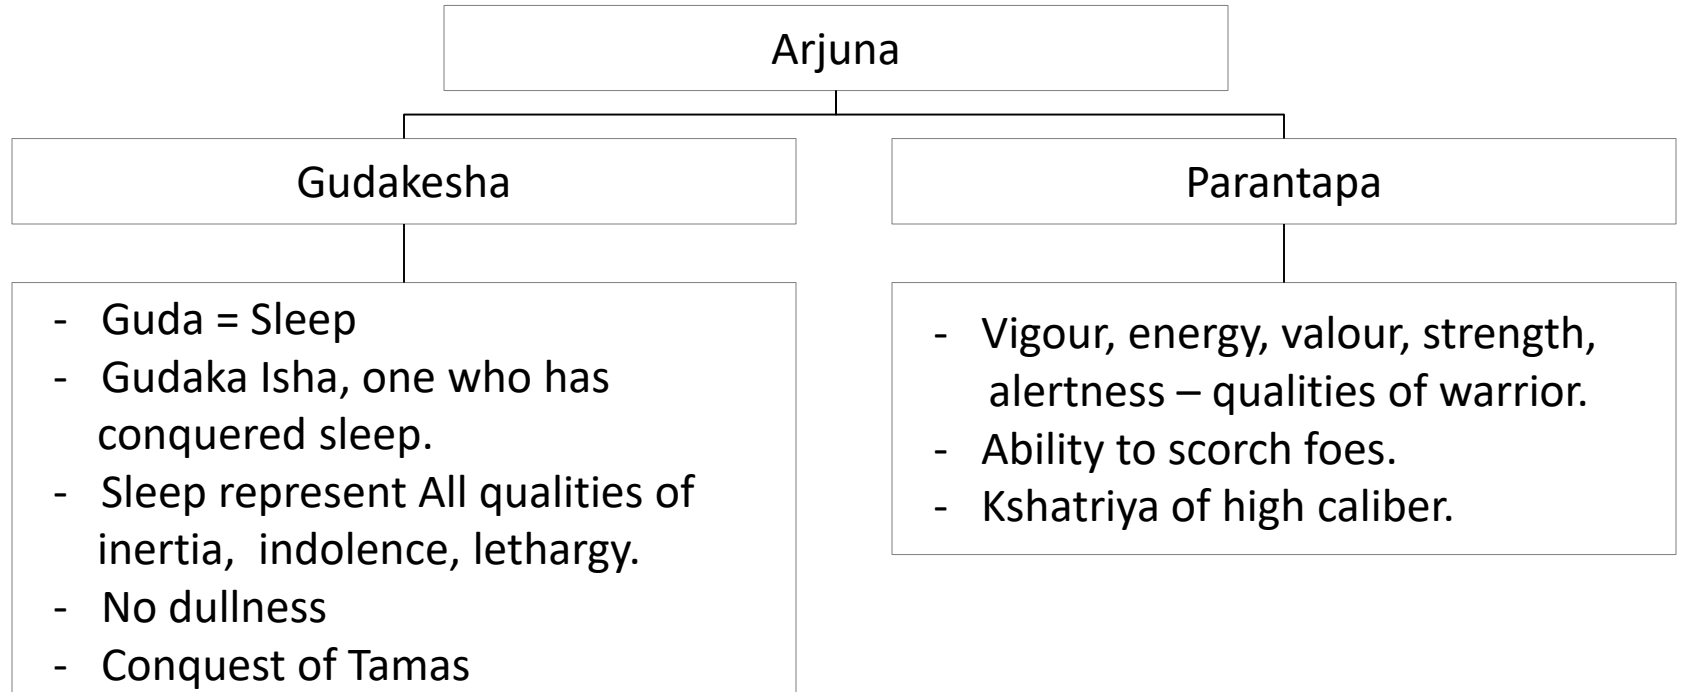 Arjuna
Gudakesha
- Guda = Sleep
- Gudaka Isha, one who has
conquered sleep.
- Sleep represent All qualities of
inertia, indolence, lethargy.
- No dullness
- Conquest of Tamas
Parantapa
- Vigour, energy, valour, strength,
alertness – qualities of warrior.
- Ability to scorch foes.
- Kshatriya of high caliber.